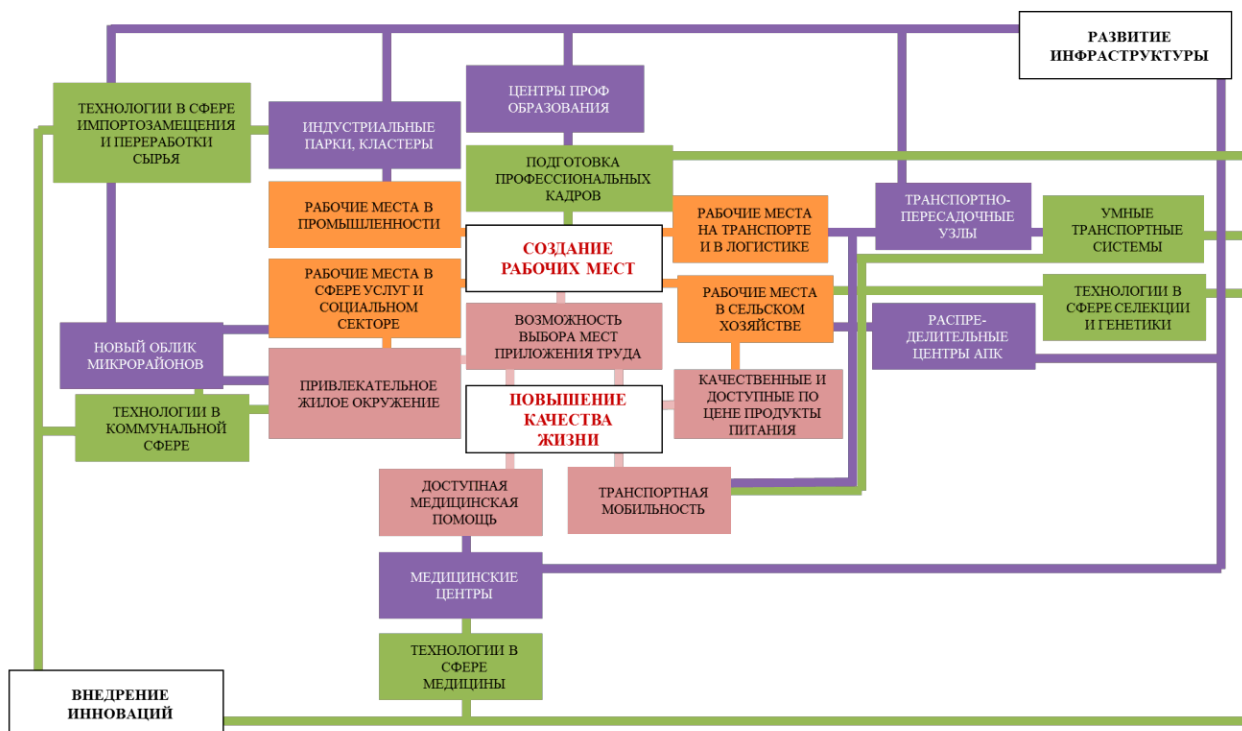 РАЗВИТИЕ
ИНФРАСТРУКТУРЫ
ТЕХНОЛОГИИ В СФЕРЕ
ИМПОРТОЗАМЕЩЕНИЯ
И ПЕРЕРАБОТКИ
СЫРЬЯ
ИНДУСТРИАЛЬНЫЕ
ПАРКИ, КЛАСТЕРЫ
ЦЕНТРЫ ПРОФ
ОБРАЗОВАНИЯ
ПОДГОТОВКА
ПРОФЕССИОНАЛЬНЫХ
КАДРОВ
РАБОЧИЕ МЕСТА В
ПРОМЫШЛЕННОСТИ
РАБОЧИЕ МЕСТА
НА ТРАНСПОРТЕ
И В ЛОГИСТИКЕ
ТРАНСПОРТНО-
ПЕРЕСАДОЧНЫЕ
УЗЛЫ
УМНЫЕ
ТРАНСПОРТНЫЕ
СИСТЕМЫ
СОЗДАНИЕ
РАБОЧИХ МЕСТ
РАБОЧИЕ МЕСТА В
СФЕРЕ УСЛУГ И
СОЦИАЛЬНОМ
СЕКТОРЕ
РАБОЧИЕ МЕСТА
В СЕЛЬСКОМ
ХОЗЯЙСТВЕ
ТЕХНОЛОГИИ В
СФЕРЕ СЕЛЕКЦИИ
И ГЕНЕТИКИ
НОВЫЙ ОБЛИК
МИКРОРАЙОНОВ
ВОЗМОЖНОСТЬ
ВЫБОРА МЕСТ
ПРИЛОЖЕНИЯ ТРУДА
РАСПРЕ-
ДЕЛИТЕЛЬНЫЕ
ЦЕНТРЫ АПК
ПРИВЛЕКАТЕЛЬНОЕ
ЖИЛОЕ ОКРУЖЕНИЕ
КАЧЕСТВЕННЫЕ И
ДОСТУПНЫЕ ПО
ЦЕНЕ ПРОДУКТЫ
ПИТАНИЯ
ТЕХНОЛОГИИ В
КОММУНАЛЬНОЙ
СФЕРЕ
ПОВЫШЕНИЕ
КАЧЕСТВА
ЖИЗНИ
ДОСТУПНАЯ
МЕДИЦИНСКАЯ
ПОМОЩЬ
ТРАНСПОРТНАЯ
МОБИЛЬНОСТЬ
МЕДИЦИНСКИЕ
ЦЕНТРЫ
ТЕХНОЛОГИИ В
СФЕРЕ
МЕДИЦИНЫ
ВНЕДРЕНИЕ
ИННОВАЦИЙ